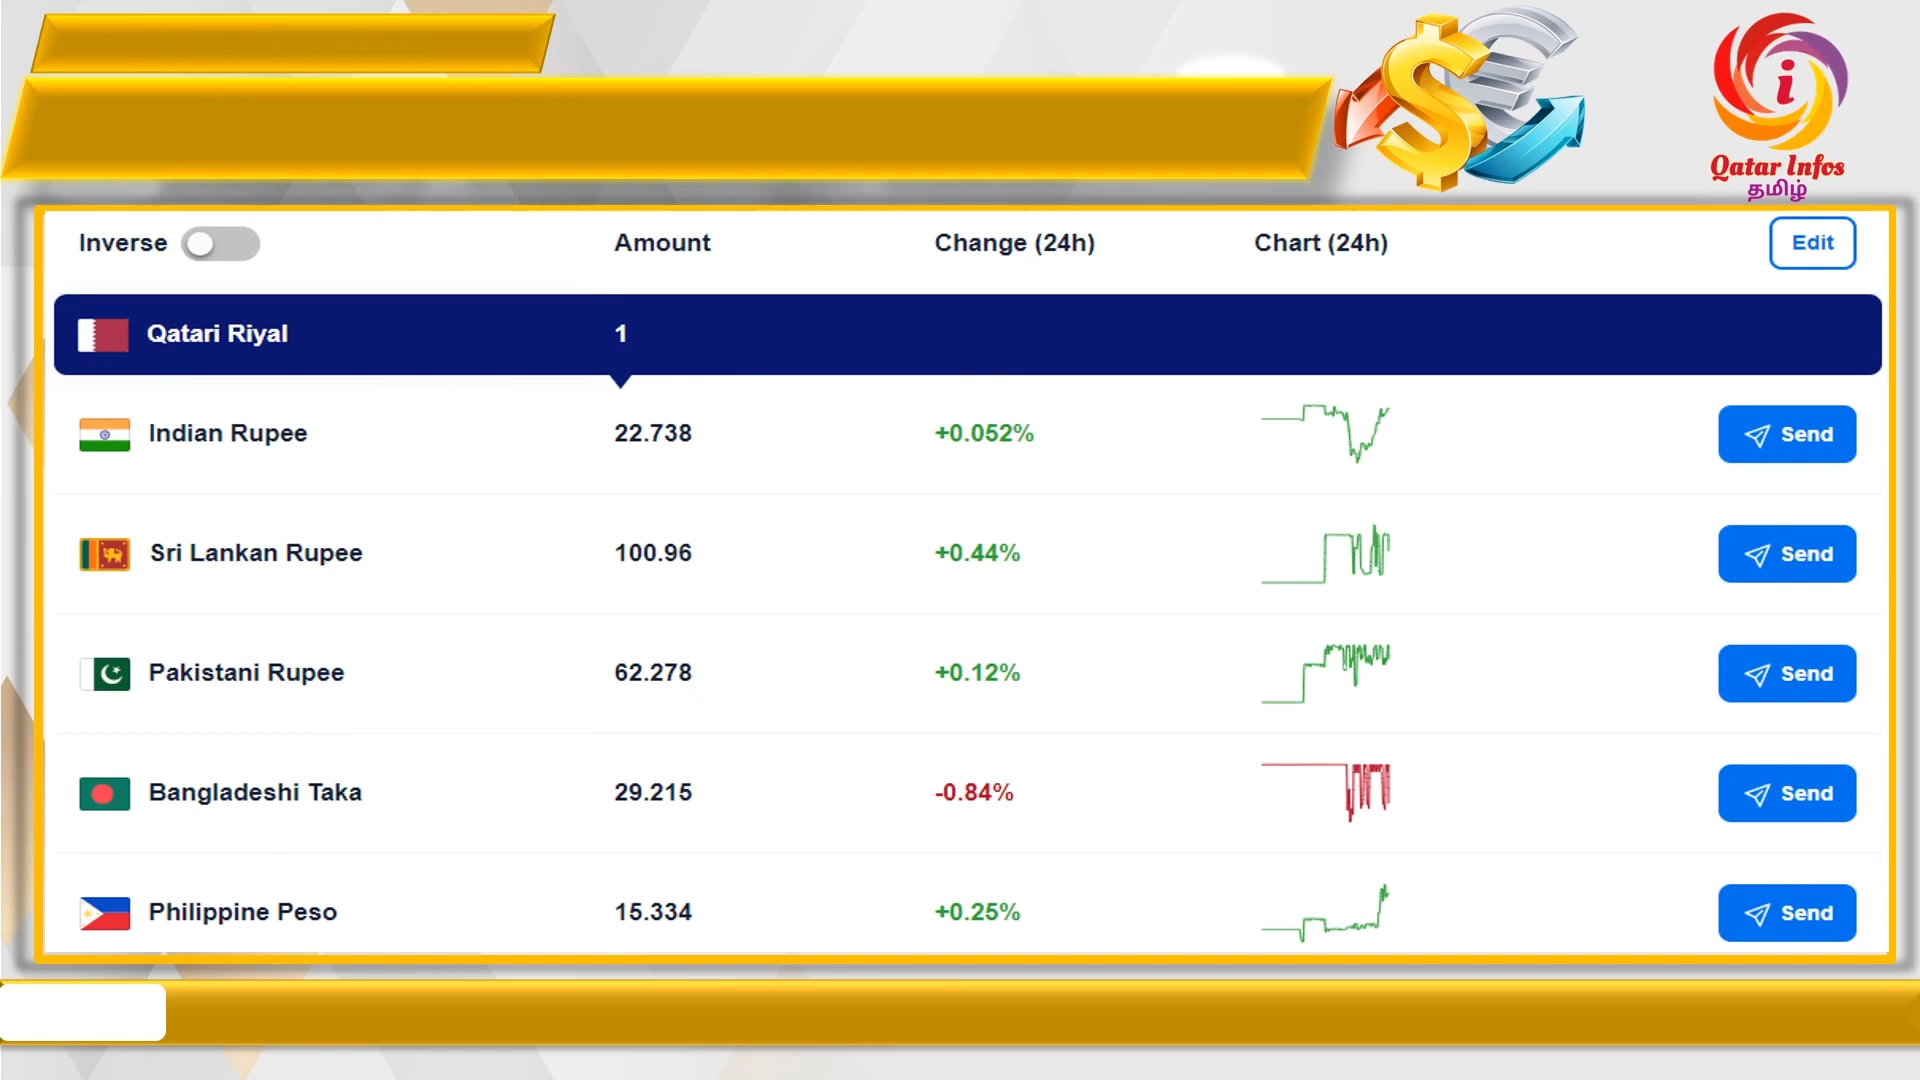 Qatar Infos
தமிழ்
Inverse Amount Change (24h) Chart (24h) Edit
Qatari Riyal 1
Indian Rupee 22.738 +0.052% Send
Sri Lankan Rupee 100.96 +0.44% Send
Pakistani Rupee 62.278 +0.12% Send
Bangladeshi Taka 29.215 -0.84% Send
Philippine Peso 15.334 +0.25% Send